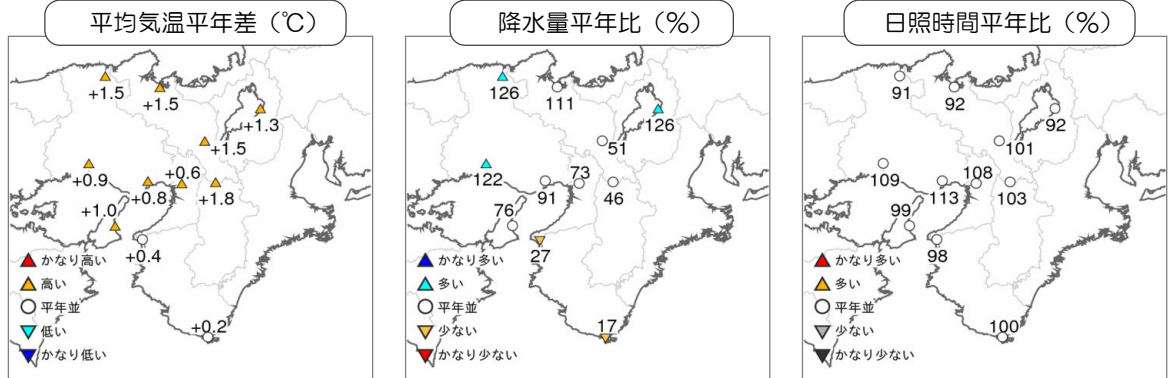 平均気温平年差（℃）
+1.5
+1.5
+1.3
+1.5
+0.9
+0.6
+0.8
+1.8
+1.0
+0.4
+0.2
かなり高い
高い
平年並
低い
かなり低い
降水量平年比（%）
126
111
126
51
122
73
91
46
76
27
17
かなり多い
多い
平年並
少ない
かなり少ない
日照時間平年比（%）
91
92
92
101
109
108
113
103
99
98
100
かなり多い
多い
平年並
少ない
かなり少ない